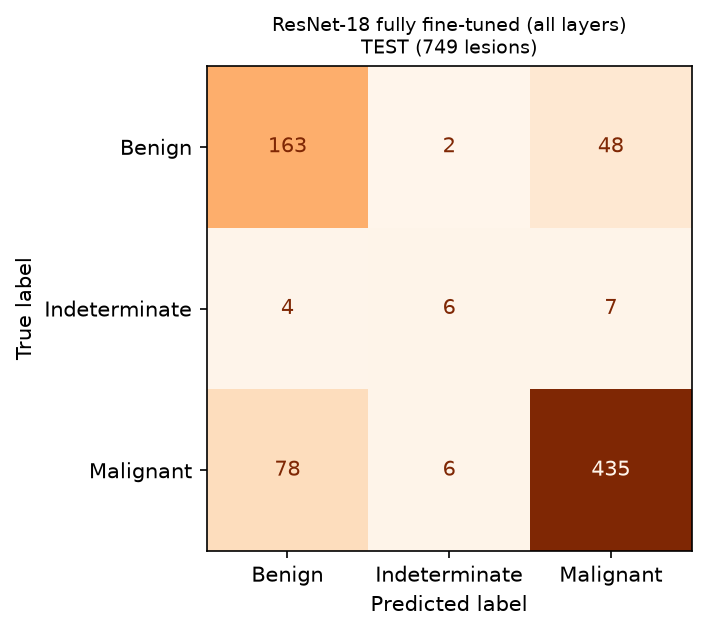 ResNet-18 fully fine-tuned (all layers)
TEST (749 lesions)
True label
Benign
163
2
48
Indeterminate
4
6
7
Malignant
78
6
435
Benign
Indeterminate
Malignant
Predicted label